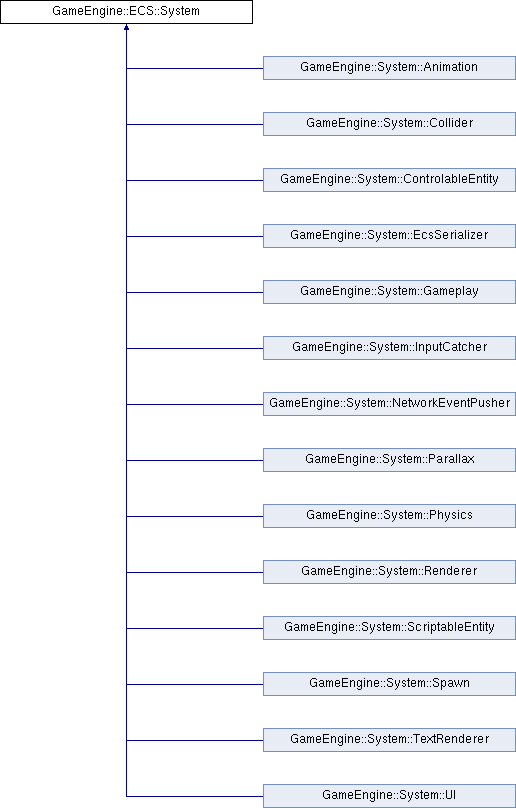 GameEngine::ECS::System
GameEngine::System::Animation
GameEngine::System::Collider
GameEngine::System::ControlableEntity
GameEngine::System::EcsSerializer
GameEngine::System::Gameplay
GameEngine::System::InputCatcher
GameEngine::System::NetworkEventPusher
GameEngine::System::Parallax
GameEngine::System::Physics
GameEngine::System::Renderer
GameEngine::System::ScriptableEntity
GameEngine::System::Spawn
GameEngine::System::TextRenderer
GameEngine::System::UI